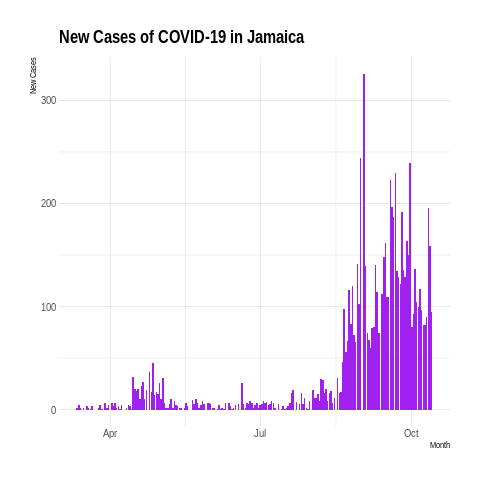 New Cases of COVID-19 in Jamaica
New Cases
300
200
100
0
Apr
Jul
Oct
Month